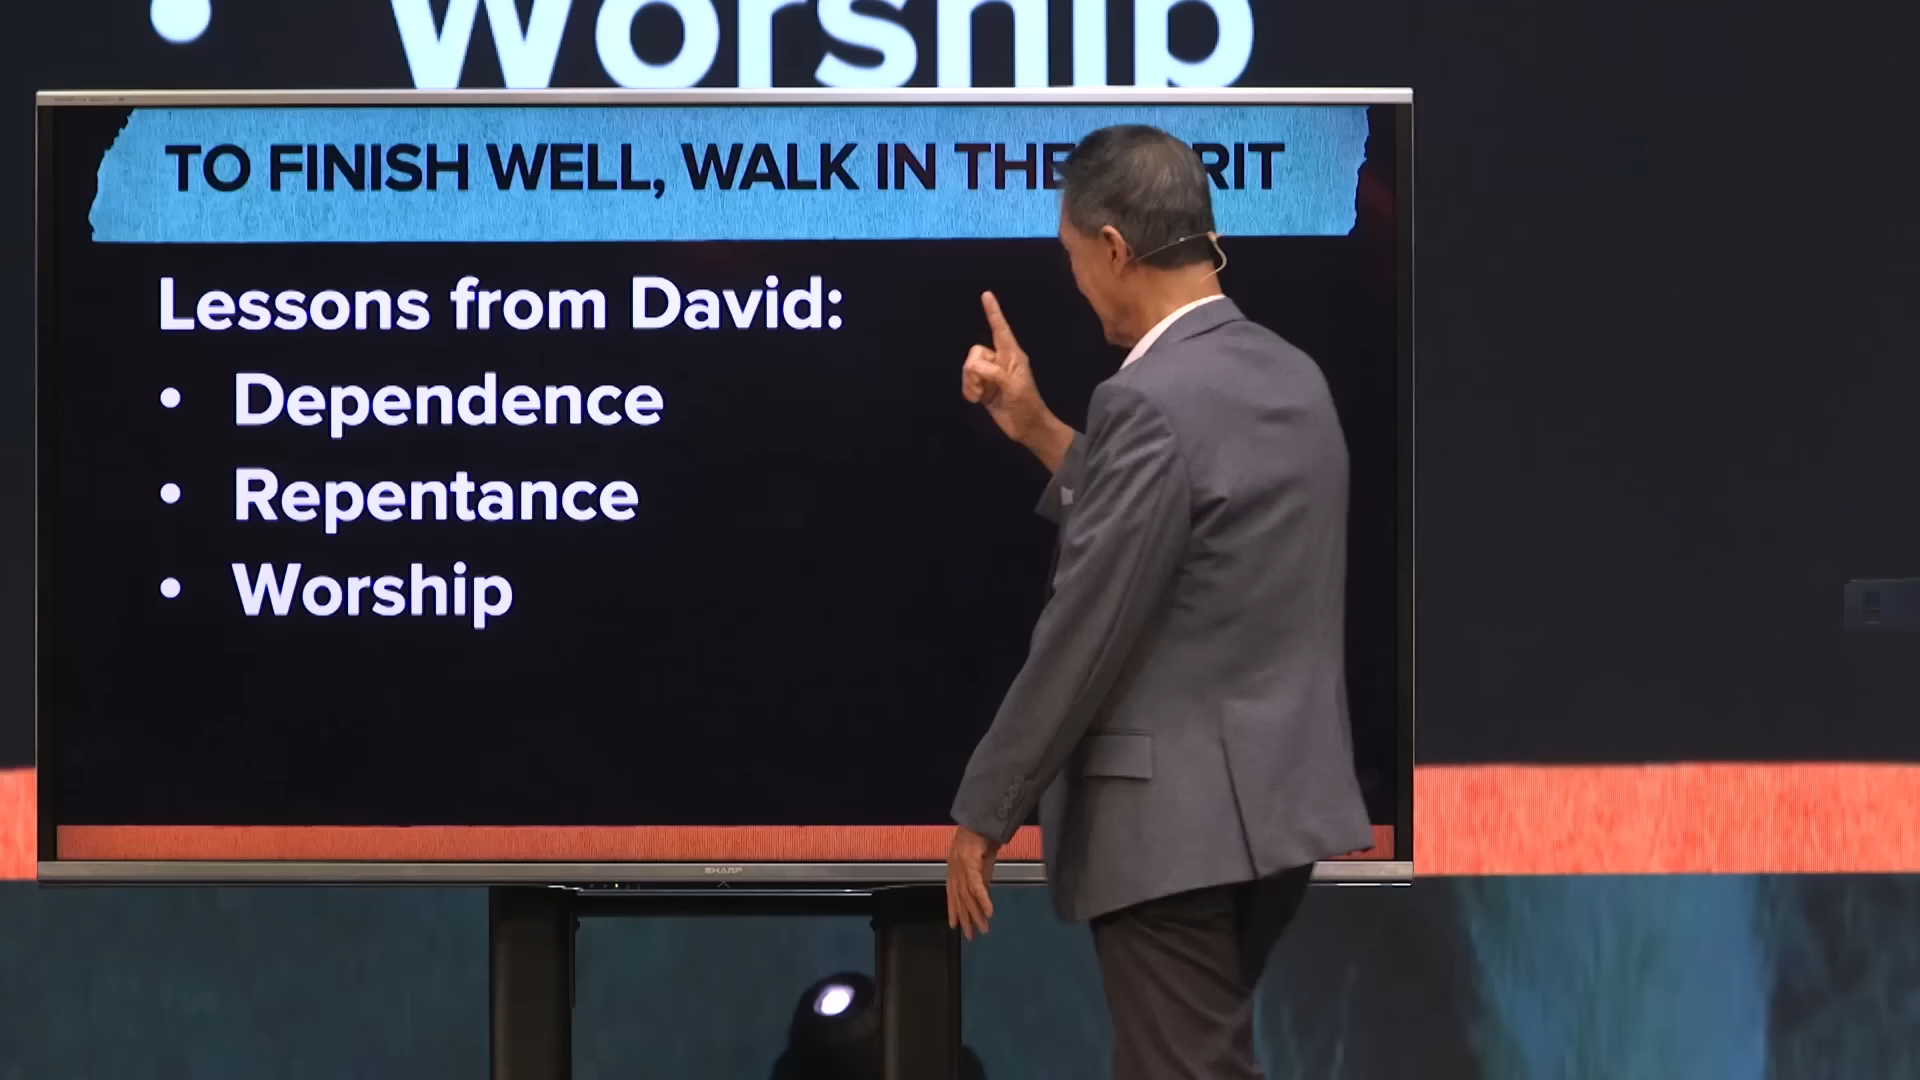 • Worship
TO FINISH WELL, WALK IN THE RIT
Lessons from David:
• Dependence
• Repentance
• Worship
SHARP